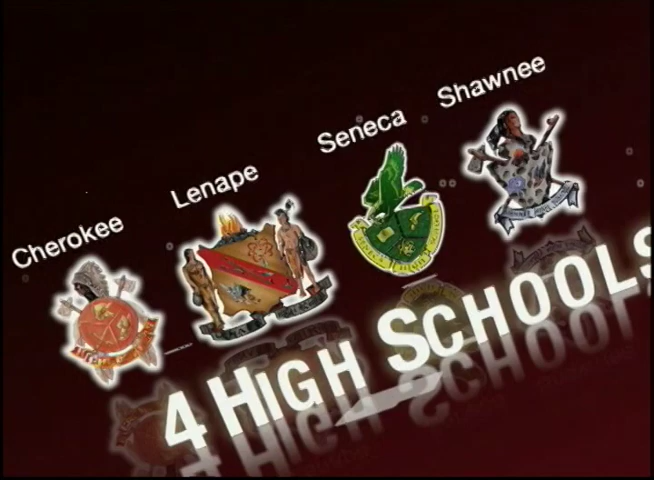 Cherokee
Lenape
Seneca
Shawnee
4 HIGH SCHOOLS